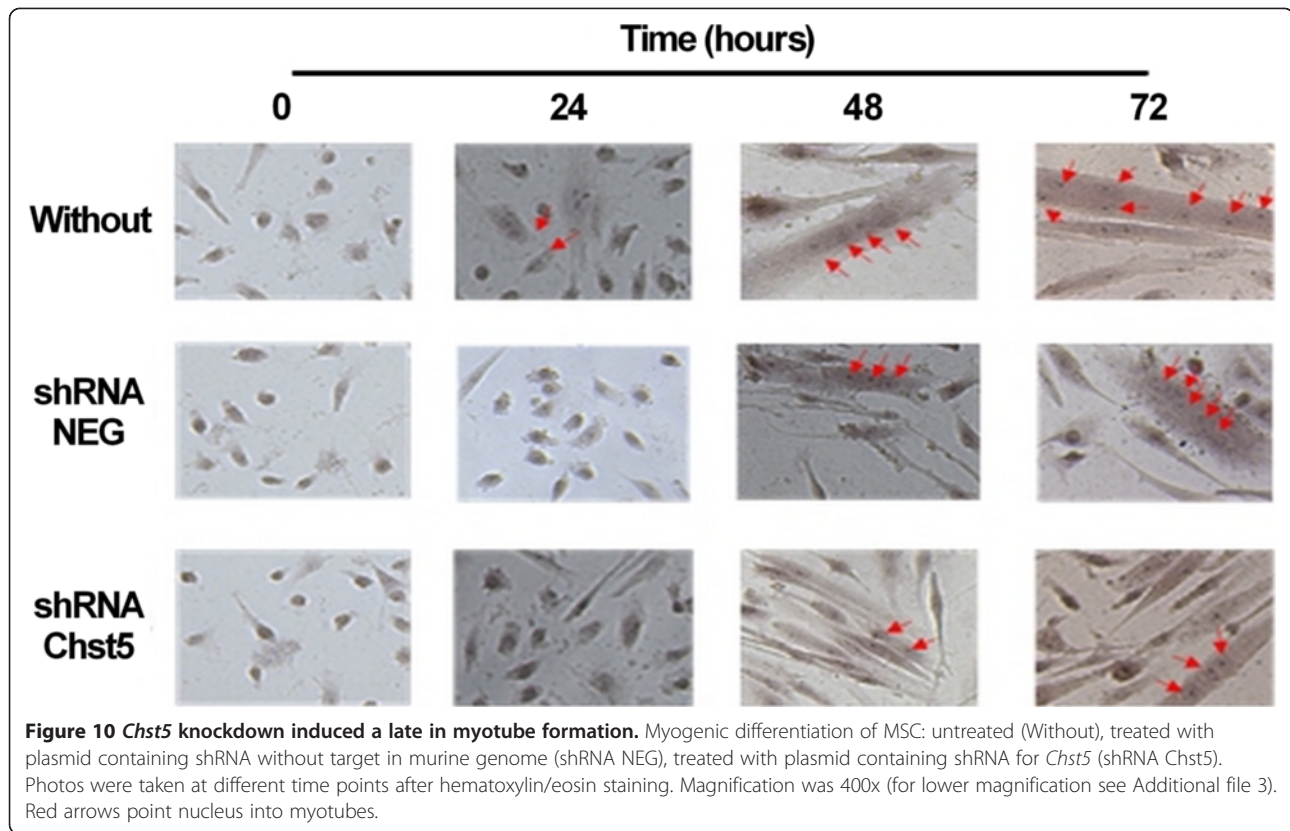 Time (hours)
0 24 48 72
Without
shRNA
NEG
shRNA
Chst5
Figure 10 Chst5 knockdown induced a late in myotube formation. Myogenic differentiation of MSC: untreated (Without), treated with
plasmid containing shRNA without target in murine genome (shRNA NEG), treated with plasmid containing shRNA for Chst5 (shRNA Chst5).
Photos were taken at different time points after hematoxylin/eosin staining. Magnification was 400x (for lower magnification see Additional file 3).
Red arrows point nucleus into myotubes.